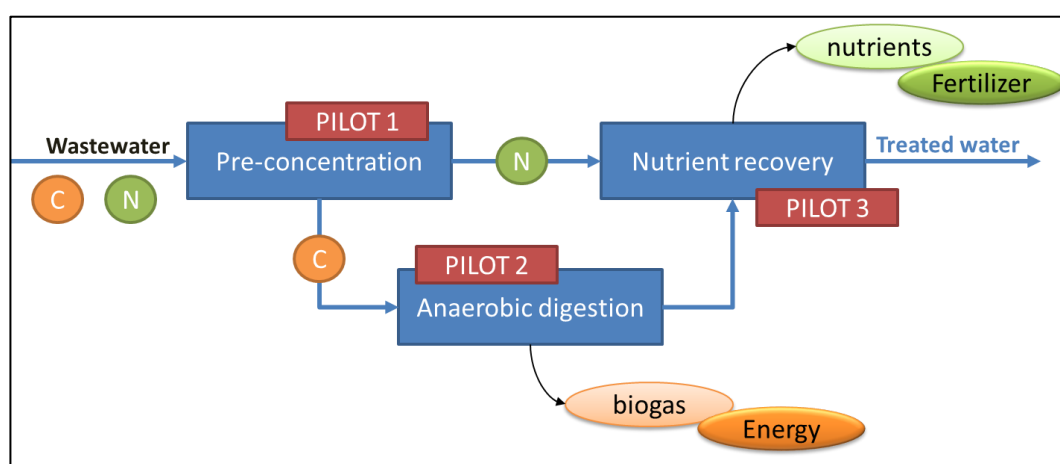 nutrients
Fertilizer
PILOT 1
Wastewater
Pre-concentration
N
Nutrient recovery
Treated water
C
N
PILOT 3
C
PILOT 2
Anaerobic digestion
biogas
Energy